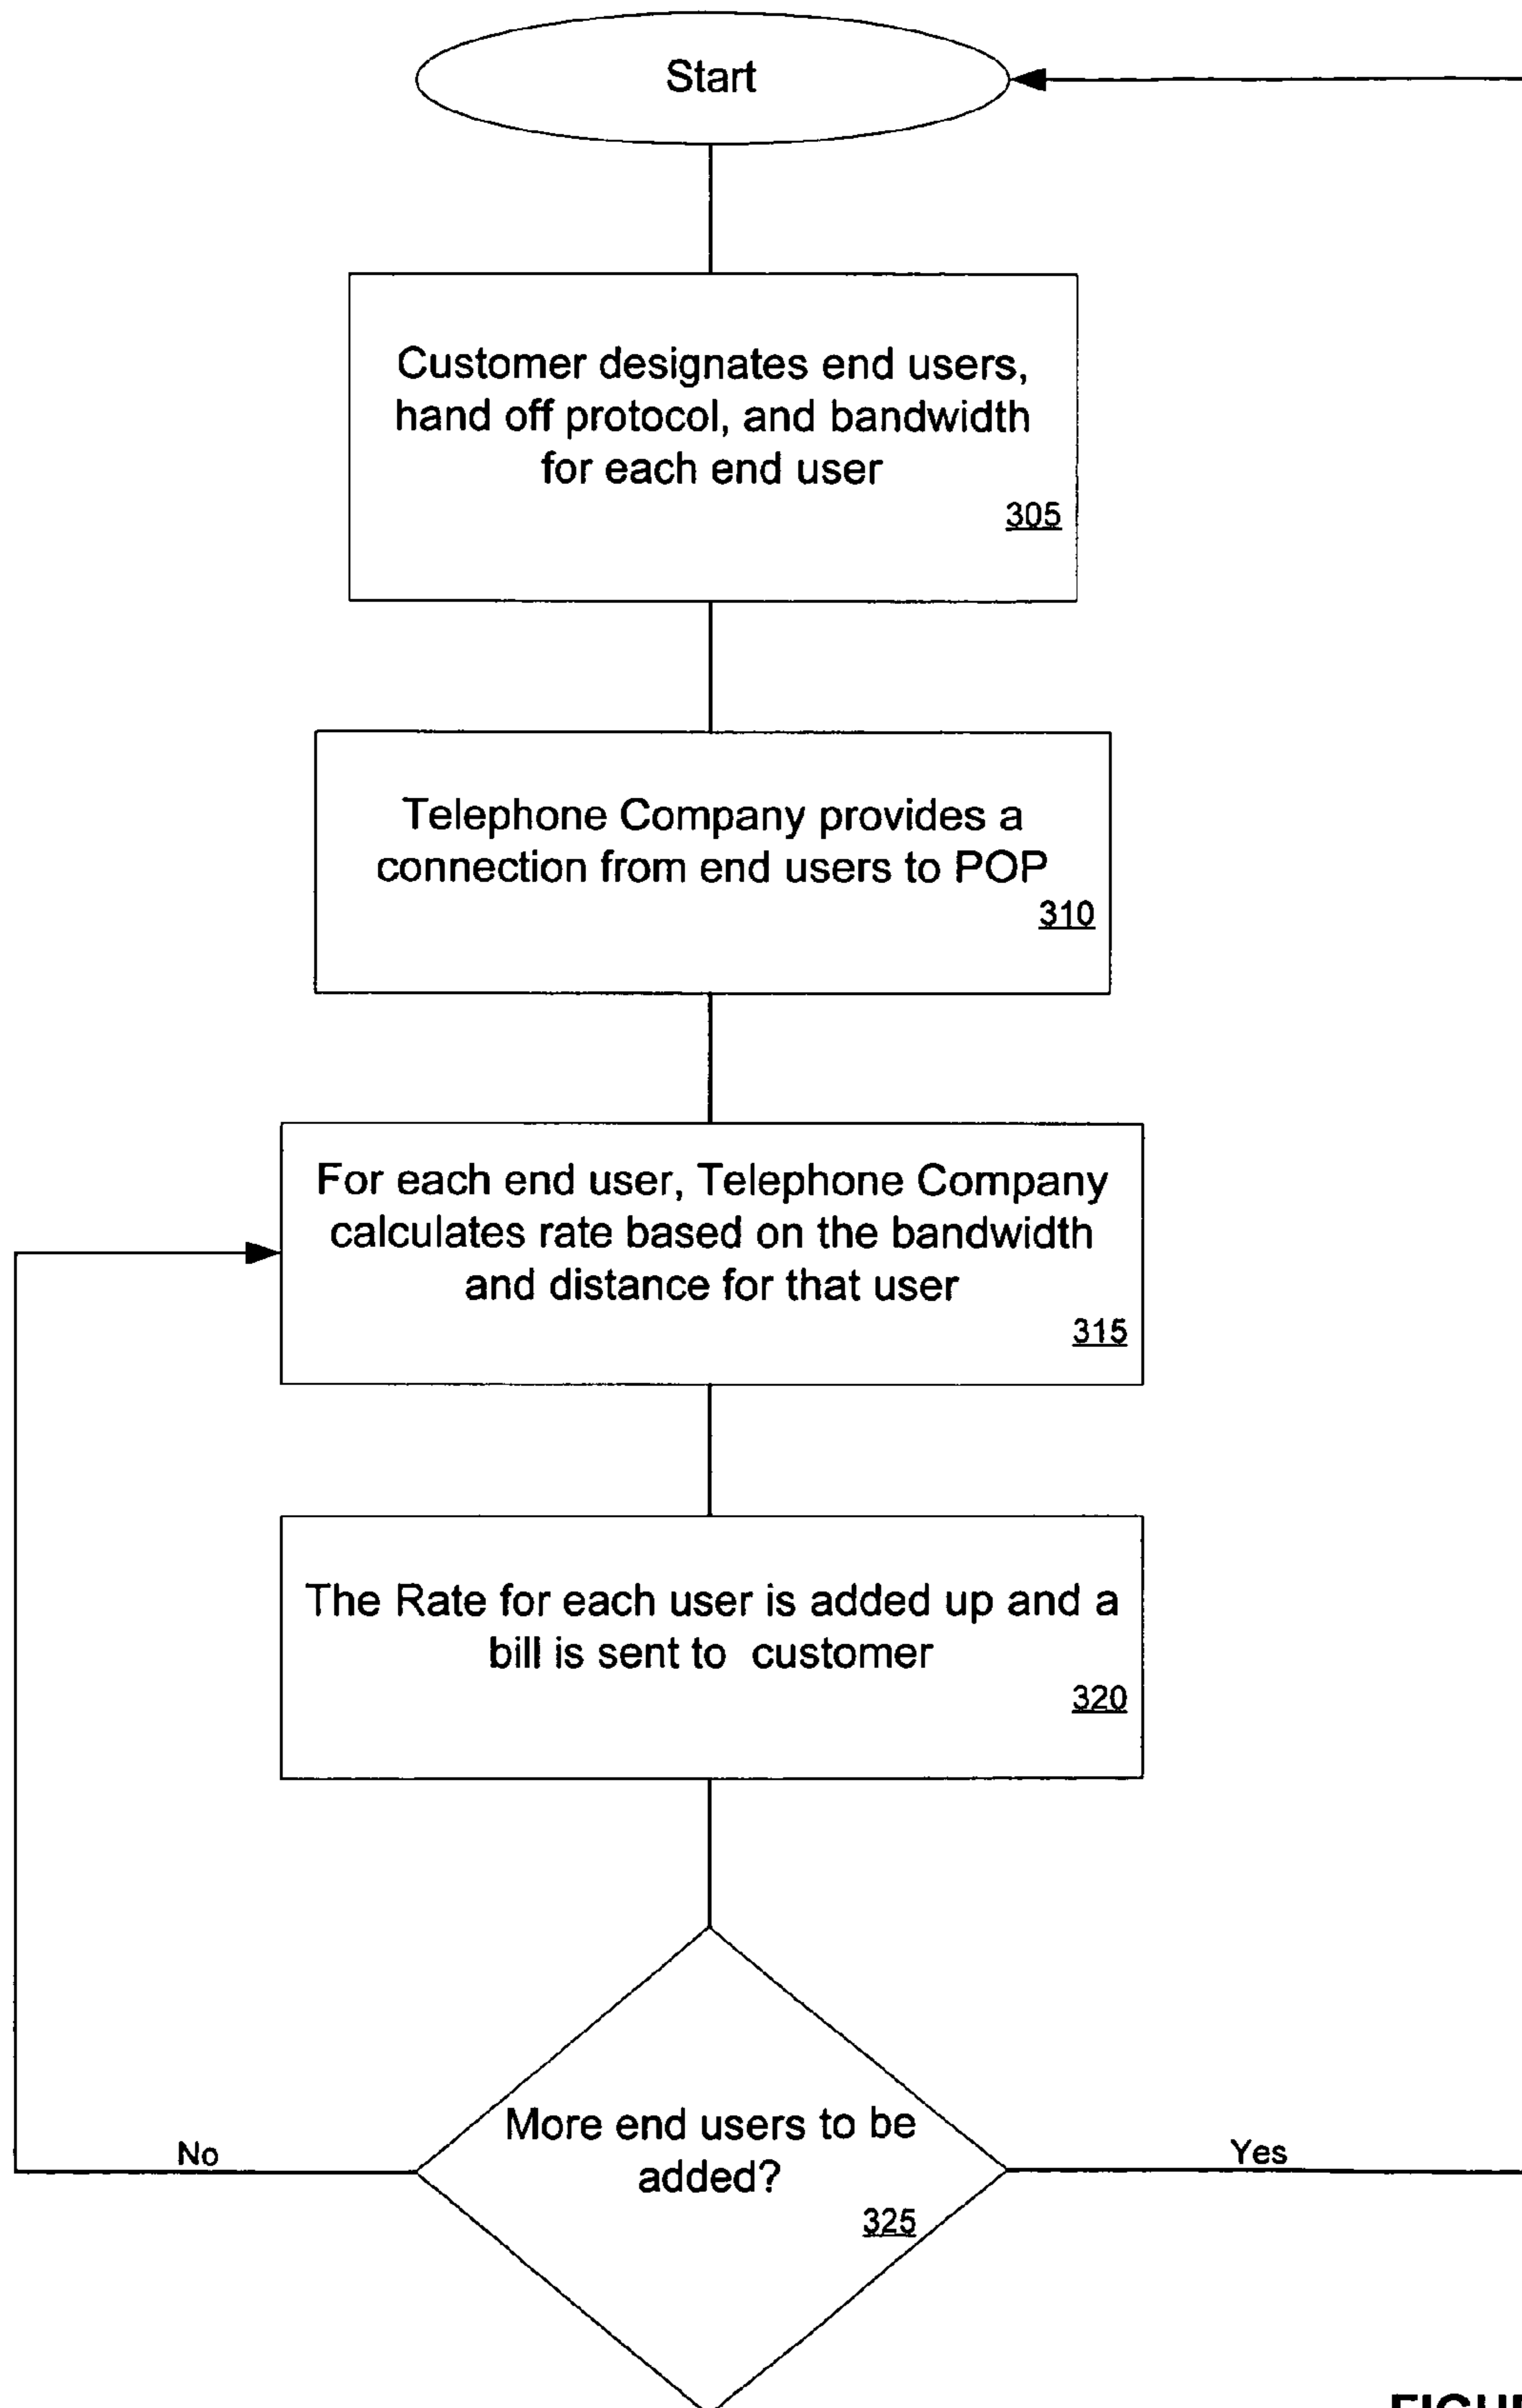 Start
Customer designates end users,
hand off protocol, and bandwidth
for each end user
305
Telephone Company provides a
connection from end users to POP
310
For each end user, Telephone Company
calculates rate based on the bandwidth
and distance for that user
315
The Rate for each user is added up and a
bill is sent to customer
320
More end users to be
added?
325
No
Yes